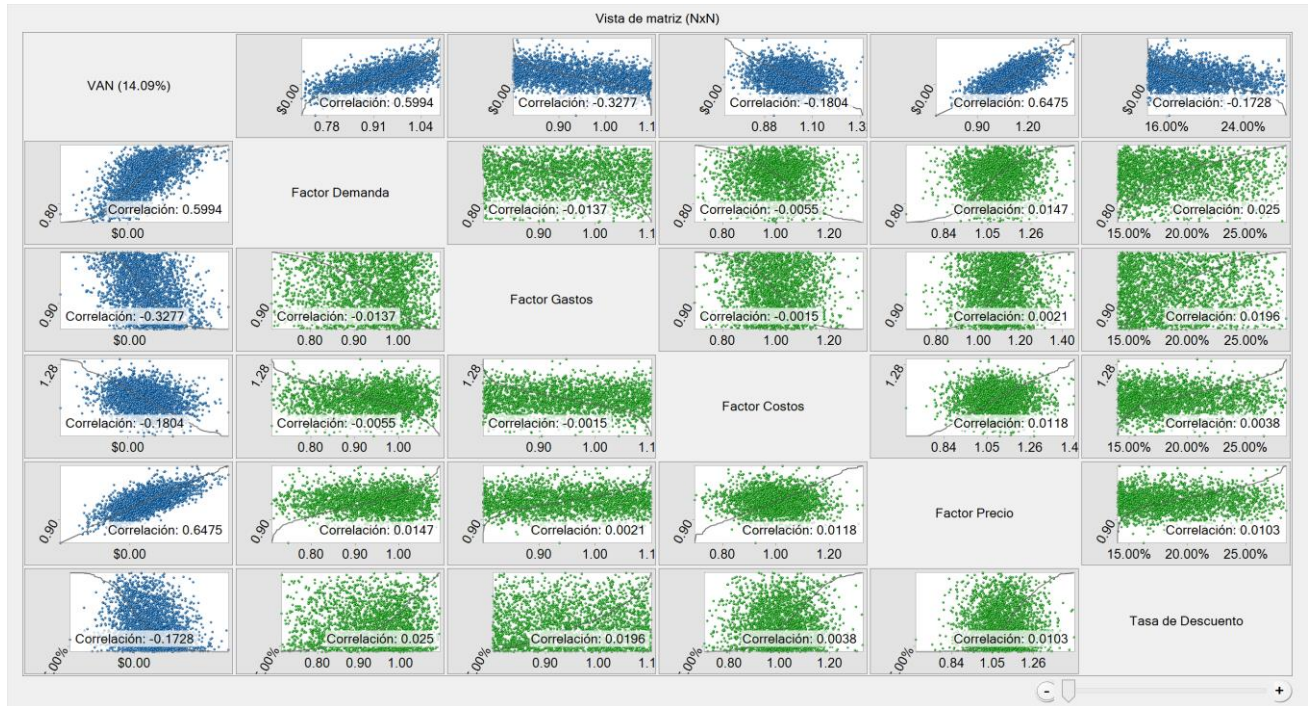 Vista de matriz (NxN)
VAN (14.09%)
$0.00
Correlación: 0.5994
0.78 0.91 1.04
$0.00
Correlación: -0.3277
0.90 1.00 1.1
$0.00
Correlación: -0.1804
0.88 1.10 1.3
$0.00
Correlación: 0.6475
0.90 1.20
$0.00
Correlación: -0.1728
16.00% 24.00%
0.80
Correlación: 0.5994
$0.00
Factor Demanda
0.80
Correlación: -0.0137
0.90 1.00 1.1
0.80
Correlación: -0.0055
0.80 1.00 1.20
0.80
Correlación: 0.0147
0.84 1.05 1.26
0.80
Correlación: 0.025
15.00% 20.00% 25.00%
0.90
Correlación: -0.3277
$0.00
0.90
Correlación: -0.0137
0.80 0.90 1.00
Factor Gastos
0.90
Correlación: -0.0015
0.80 1.00 1.20
0.90
Correlación: 0.0021
0.80 1.00 1.20 1.40
0.90
Correlación: 0.0196
15.00% 20.00% 25.00%
1.28
Correlación: -0.1804
$0.00
1.28
Correlación: -0.0055
0.80 0.90 1.00
1.28
Correlación: -0.0015
0.90 1.00 1.1
Factor Costos
1.28
Correlación: 0.0118
0.84 1.05 1.26 1.4
1.28
Correlación: 0.0038
15.00% 20.00% 25.00%
0.90
Correlación: 0.6475
$0.00
0.90
Correlación: 0.0147
0.80 0.90 1.00
0.90
Correlación: 0.0021
0.90 1.00 1.1
0.90
Correlación: 0.0118
0.80 1.00 1.20
Factor Precio
0.90
Correlación: 0.0103
15.00% 20.00% 25.00%
.00%
Correlación: -0.1728
$0.00
.00%
Correlación: 0.025
0.80 0.90 1.00
.00%
Correlación: 0.0196
0.90 1.00 1.1
.00%
Correlación: 0.0038
0.80 1.00 1.20
.00%
Correlación: 0.0103
0.84 1.05 1.26
Tasa de Descuento
- +